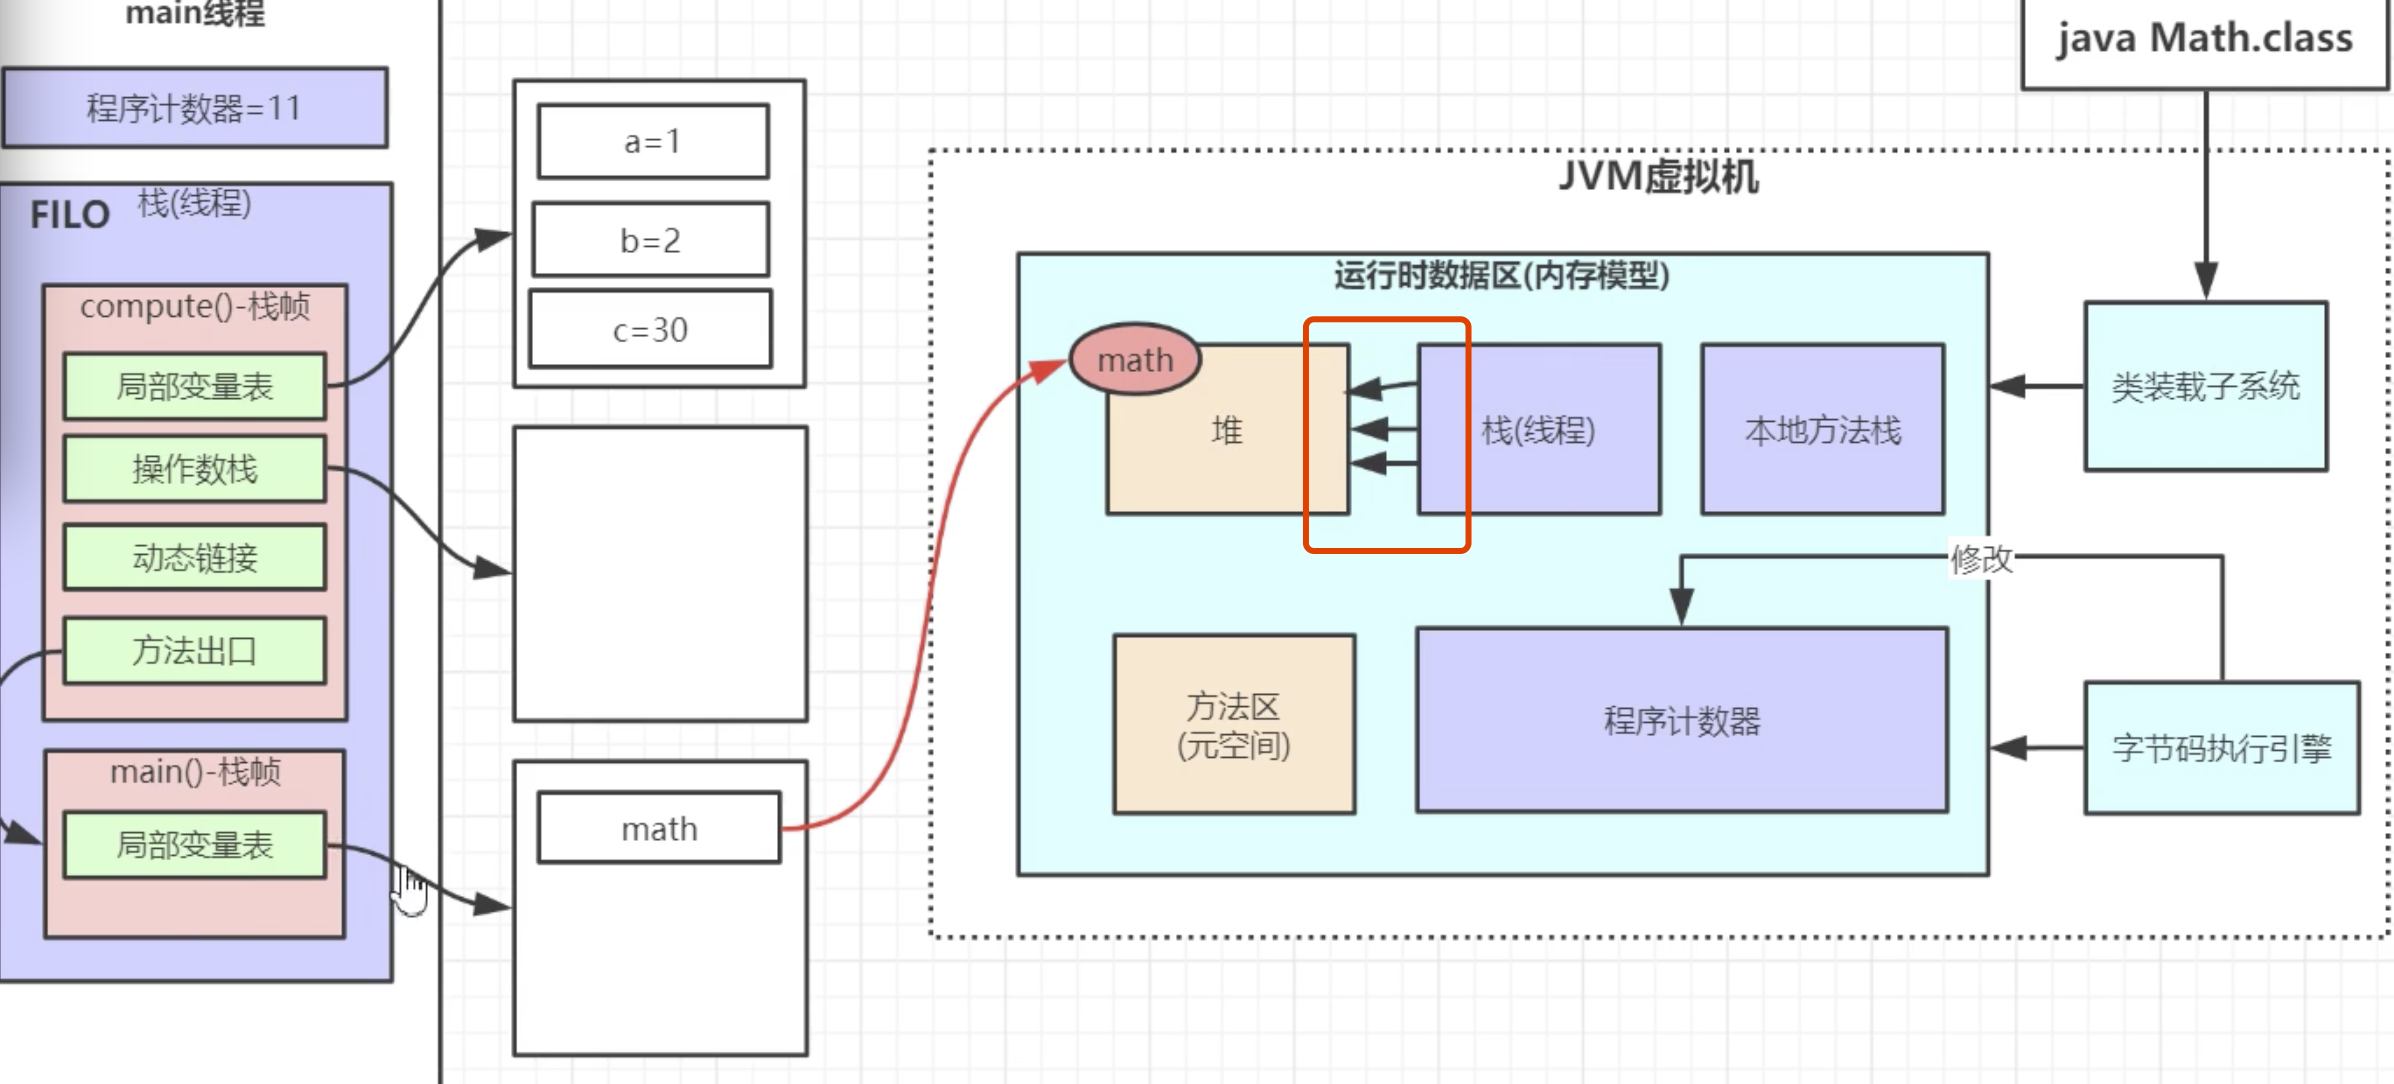 main线程
程序计数器=11
FILO
栈(线程)
compute()-栈帧
局部变量表
操作数栈
动态链接
方法出口
main()-栈帧
局部变量表
a=1
b=2
c=30
math
java Math.class
JVM虚拟机
运行时数据区(内存模型)
math
堆
栈(线程)
本地方法栈
类装载子系统
修改
方法区
(元空间)
程序计数器
字节码执行引擎